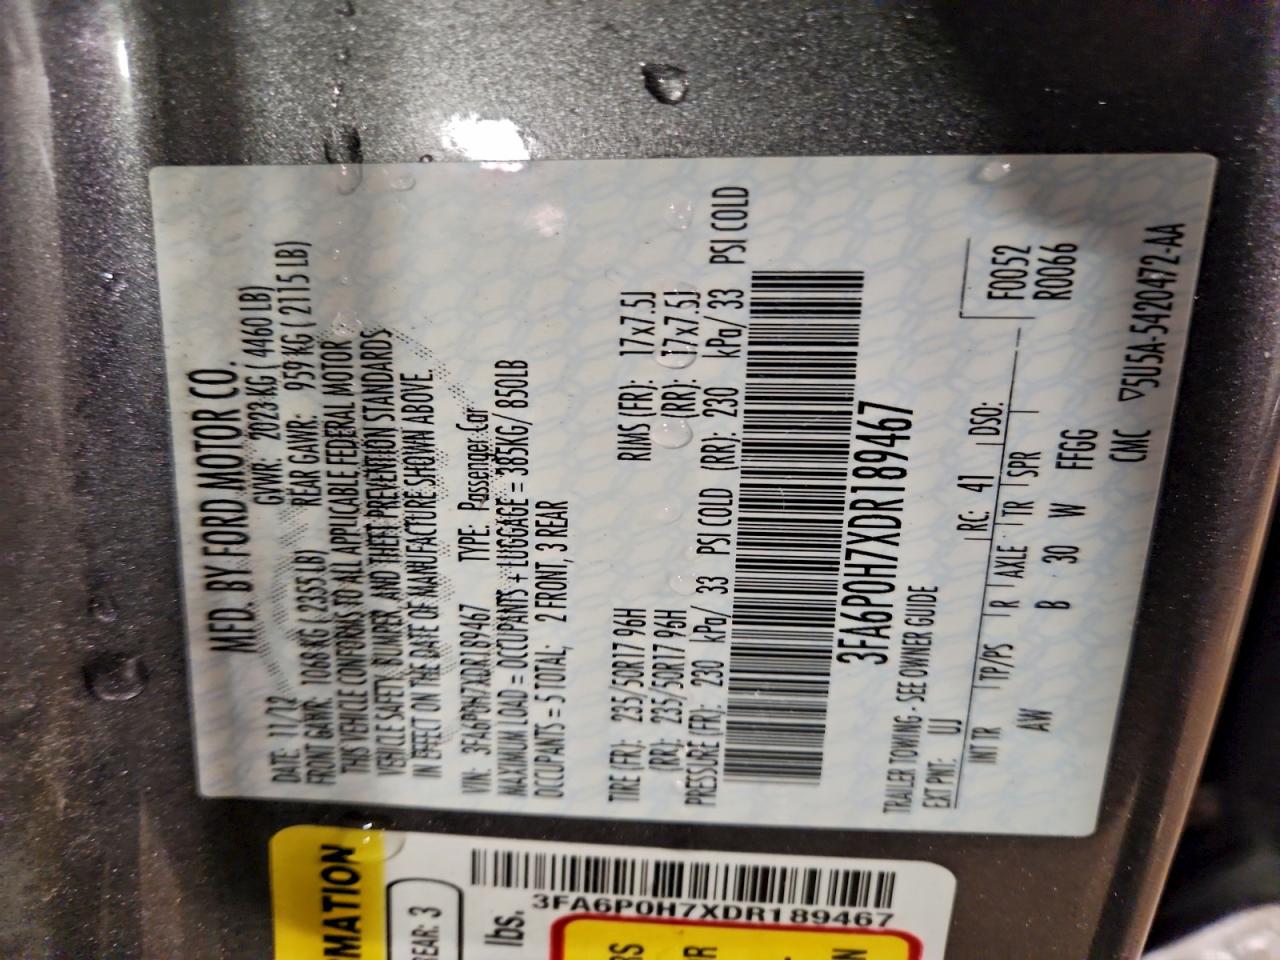 MFD. BY FORD MOTOR CO.
DATE: 11/12 GVWR: 2023 KG ( 4460 LB)
FRONT GAWR: 1068 KG ( 2355 LB) REAR GAWR: 959 KG ( 2115 LB)
THIS VEHICLE CONFORMS TO ALL APPLICABLE FEDERAL MOTOR
VEHICLE SAFETY, BUMPER, AND THEFT PREVENTION STANDARDS
IN EFFECT ON THE DATE OF MANUFACTURE SHOWN ABOVE.
VIN: 3FA6P0H7XDR189467 TYPE: Passenger Car
MAXIMUM LOAD = OCCUPANTS + LUGGAGE = 385KG/ 850LB
OCCUPANTS = 5 TOTAL; 2 FRONT, 3 REAR
TIRE (FR): 235/50R17 96H RIMS (FR): 17x7.5J
(RR): 235/50R17 96H (RR): 17x7.5J
PRESSURE (FR): 230 kPa/ 33 PSI COLD (RR): 230 kPa/ 33 PSI COLD
3FA6P0H7XDR189467
TRAILER TOWING - SEE OWNER GUIDE
EXT PNT: UJ RC: 41 DSO:
INT TR TP/PS R AXLE TR SPR F0052
AW B 30 W FFGG R0066
CMC ▽5U5A-5420472-AA
MATION
EAR: 3
lbs.
3FA6P0H7XDR189467
RS
R
N